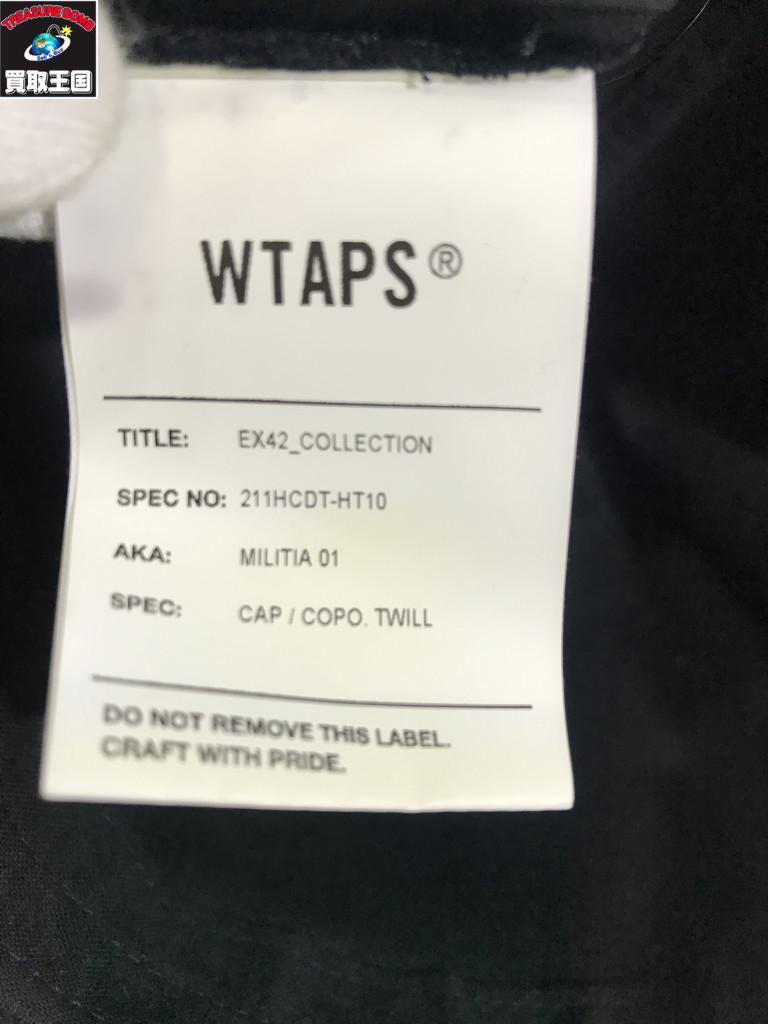 TREASURE BOMB
買取王国
WTAPS®
TITLE: EX42_COLLECTION
SPEC NO: 211HCDT-HT10
AKA: MILITIA 01
SPEC: CAP / COPO. TWILL
DO NOT REMOVE THIS LABEL.
CRAFT WITH PRIDE.